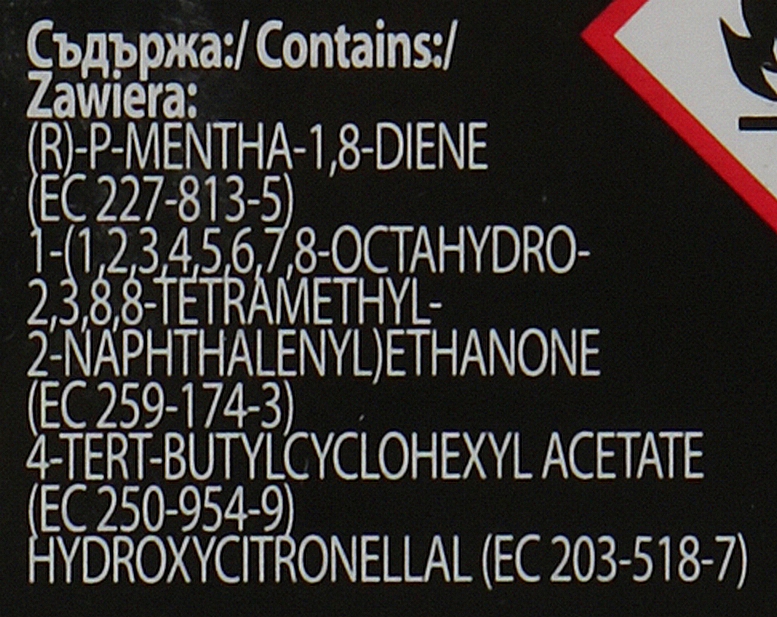 Съдържа:/ Contains:/
Zawiera:
(R)-P-MENTHA-1,8-DIENE
(EC 227-813-5)
1-(1,2,3,4,5,6,7,8-OCTAHYDRO-
2,3,8,8-TETRAMETHYL-
2-NAPHTHALENYL)ETHANONE
(EC 259-174-3)
4-TERT-BUTYLCYCLOHEXYL ACETATE
(EC 250-954-9)
HYDROXYCITRONELLAL (EC 203-518-7)